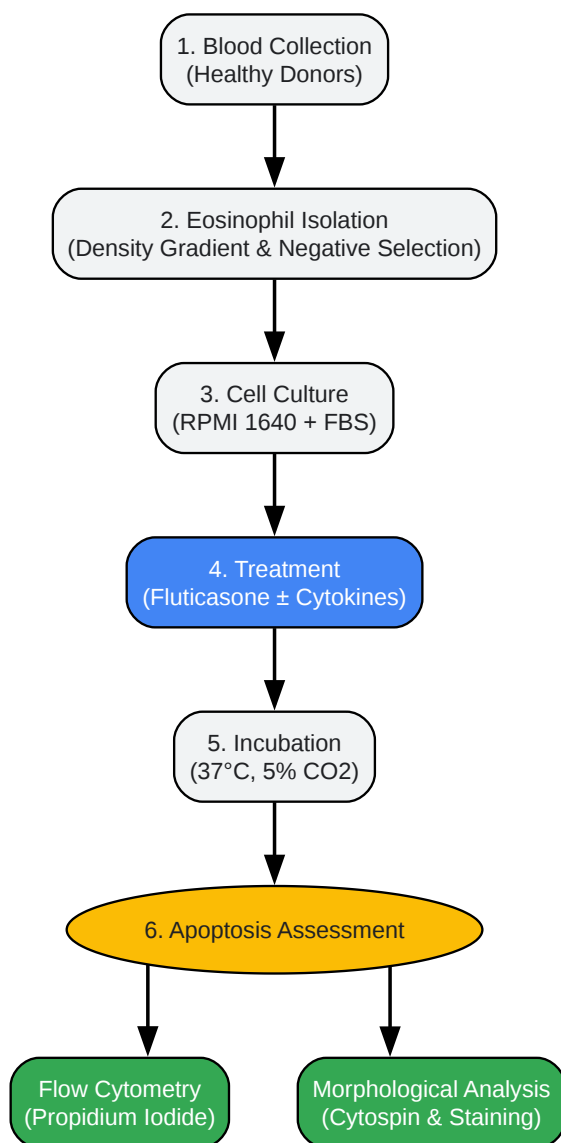 1. Blood Collection
(Healthy Donors)
2. Eosinophil Isolation
(Density Gradient & Negative Selection)
3. Cell Culture
(RPMI 1640 + FBS)
4. Treatment
(Fluticasone ± Cytokines)
5. Incubation
(37°C, 5% CO2)
6. Apoptosis Assessment
Flow Cytometry
(Propidium Iodide)
Morphological Analysis
(Cytospin & Staining)